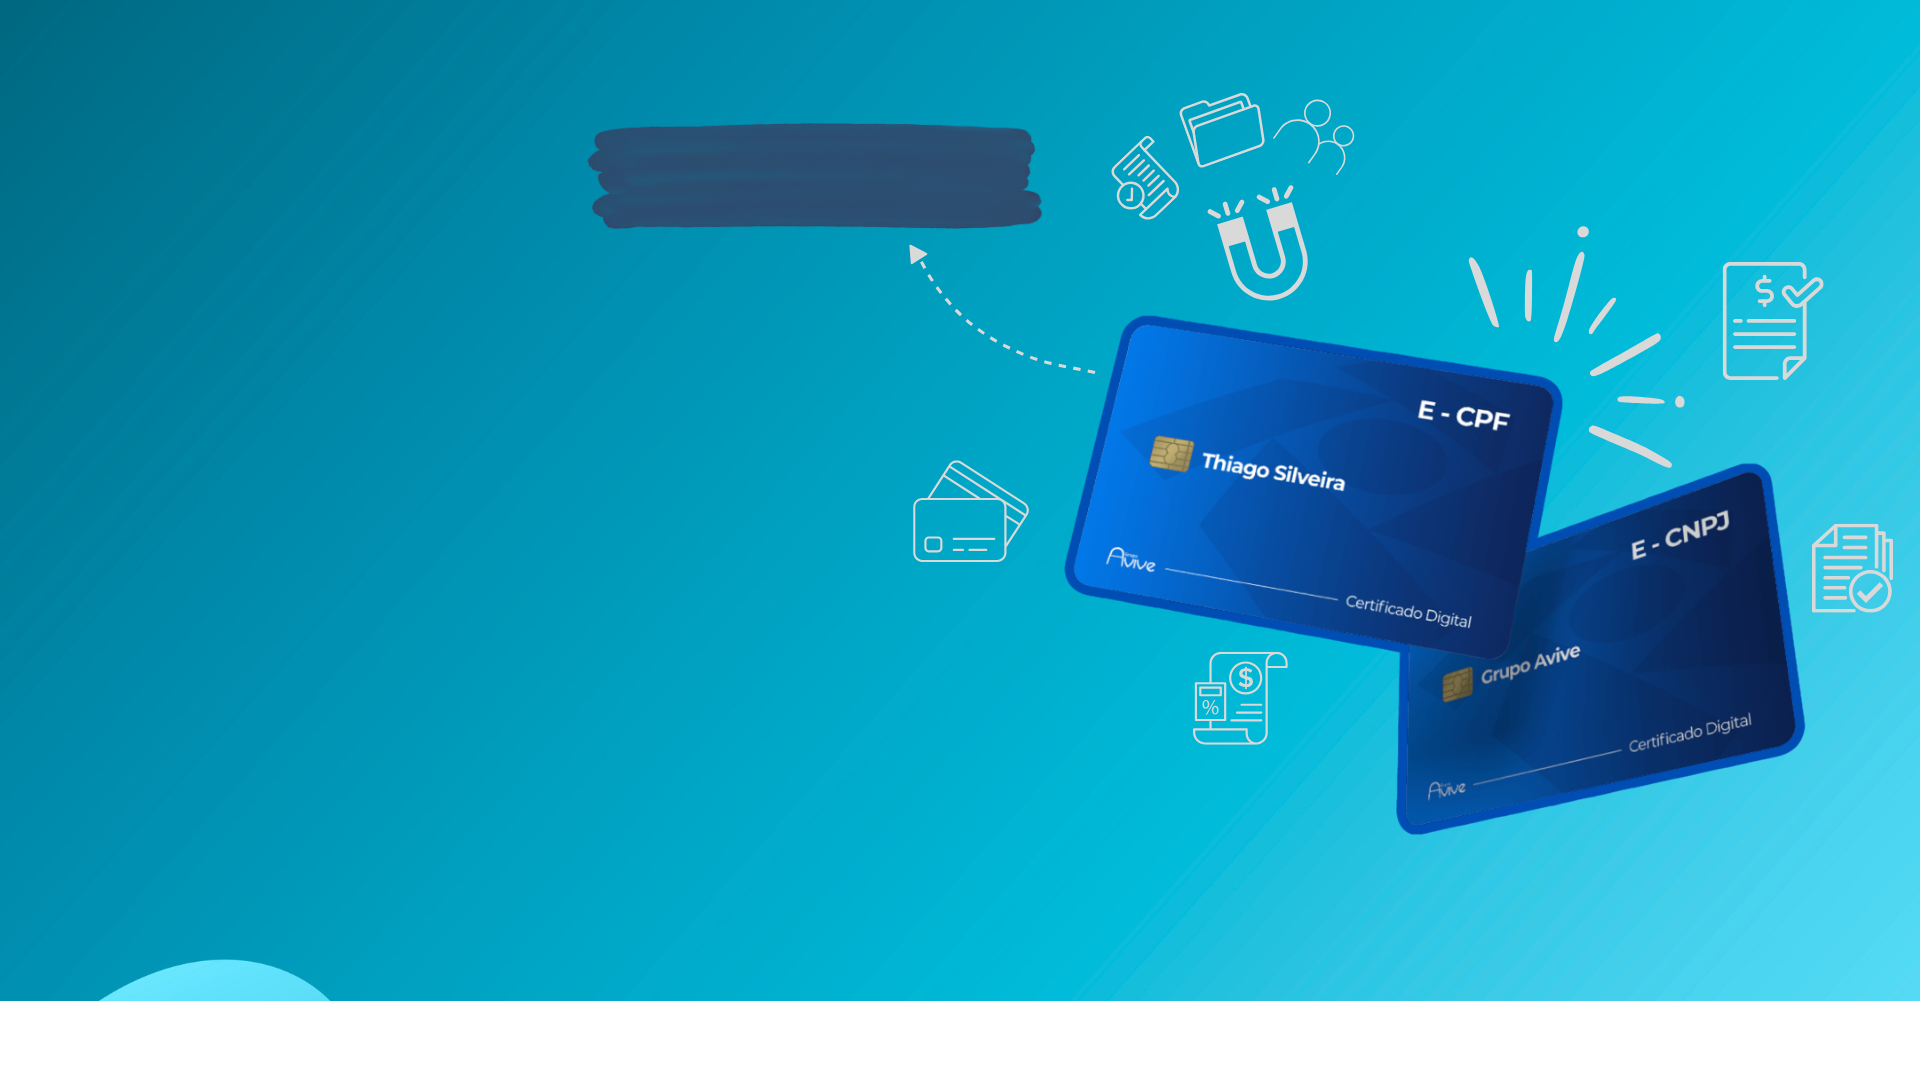 E - CPF
Thiago Silveira
Avive
Certificado Digital
E - CNPJ
Grupo Avive
Certificado Digital
Avive
$
$
%